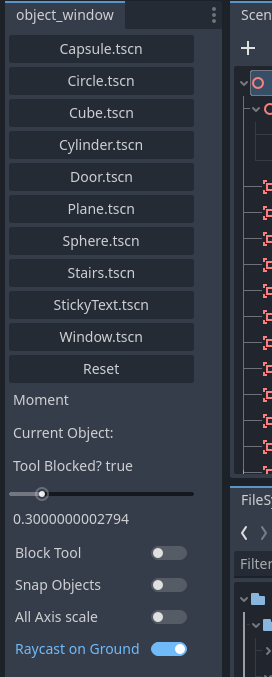 object_window
Scen
Capsule.tscn
Circle.tscn
Cube.tscn
Cylinder.tscn
Door.tscn
Plane.tscn
Sphere.tscn
Stairs.tscn
StickyText.tscn
Window.tscn
Reset
Moment
Current Object:
Tool Blocked? true
0.3000000002794
Block Tool
Snap Objects
All Axis scale
Raycast on Ground
FileSy
Filter